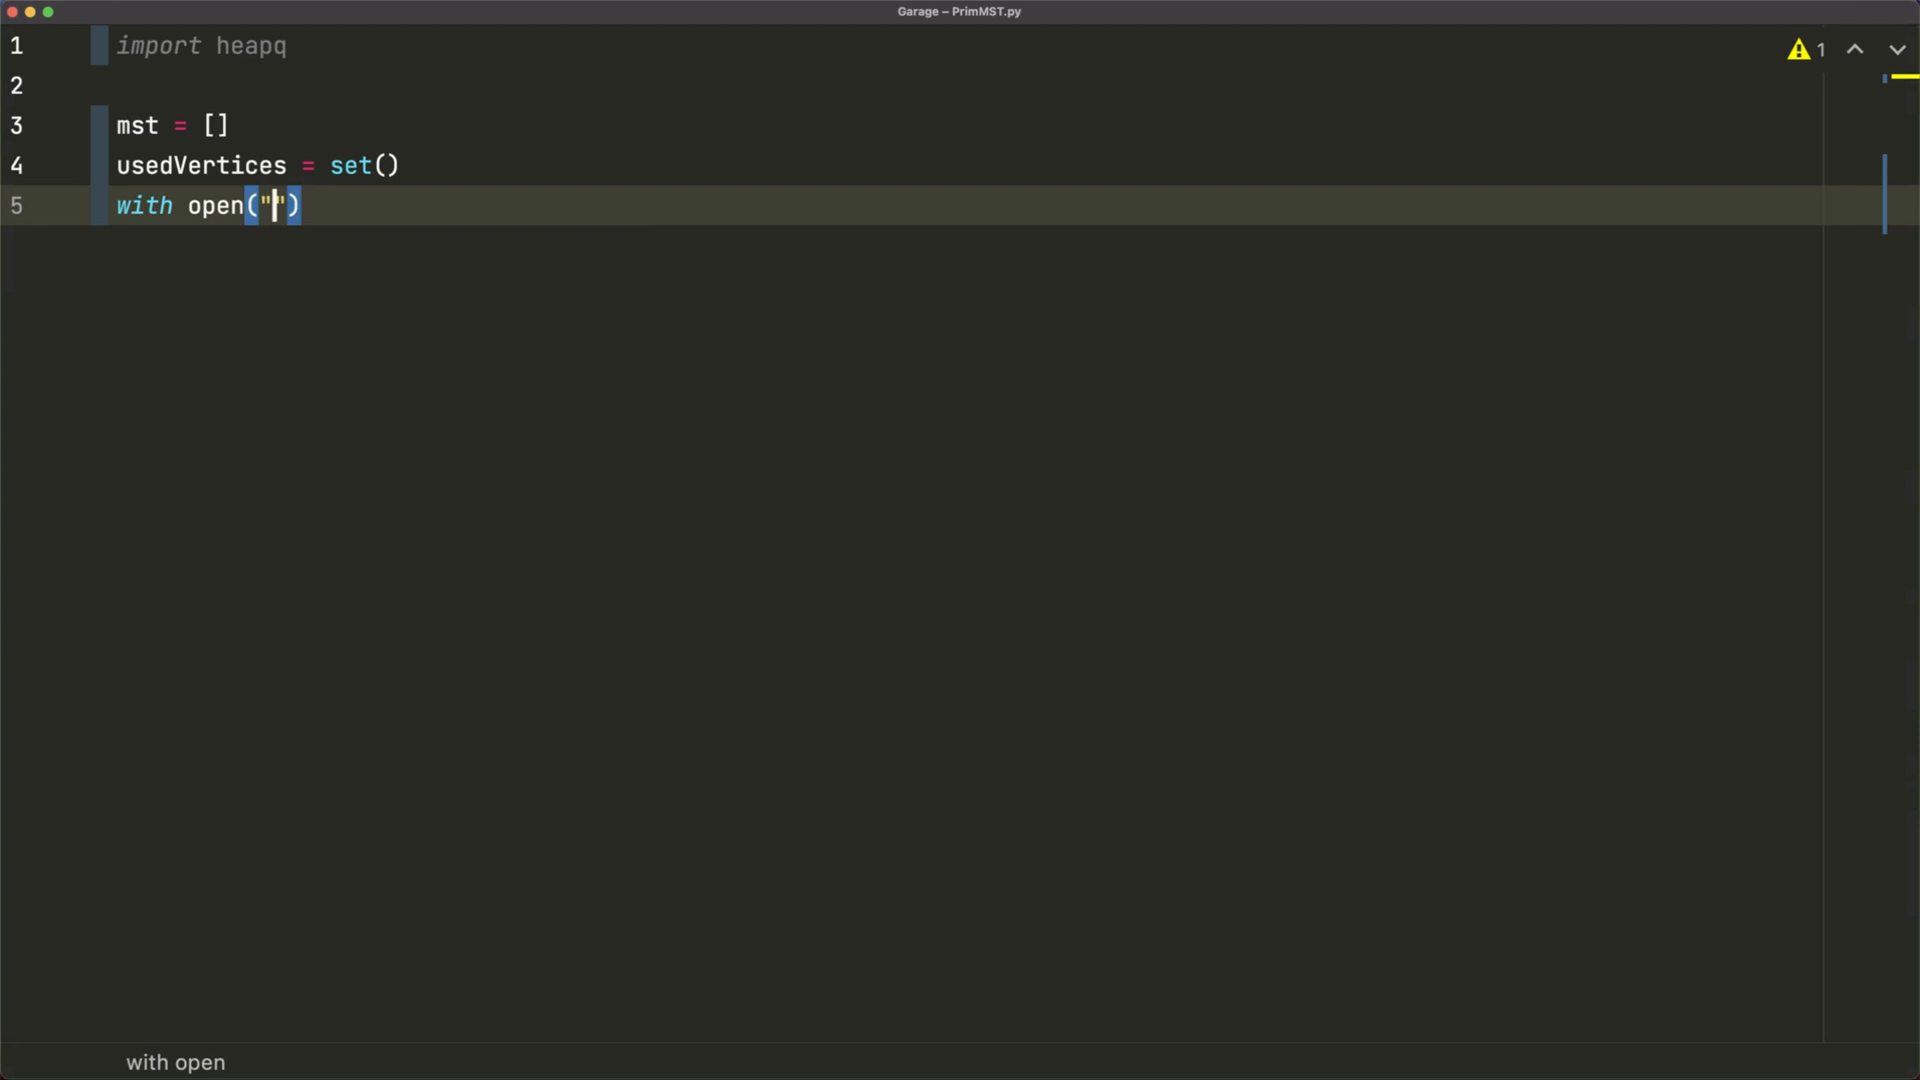 Garage – PrimMST.py
1 import heapq
1
2
3 mst = []
4 usedVertices = set()
5 with open("")
with open